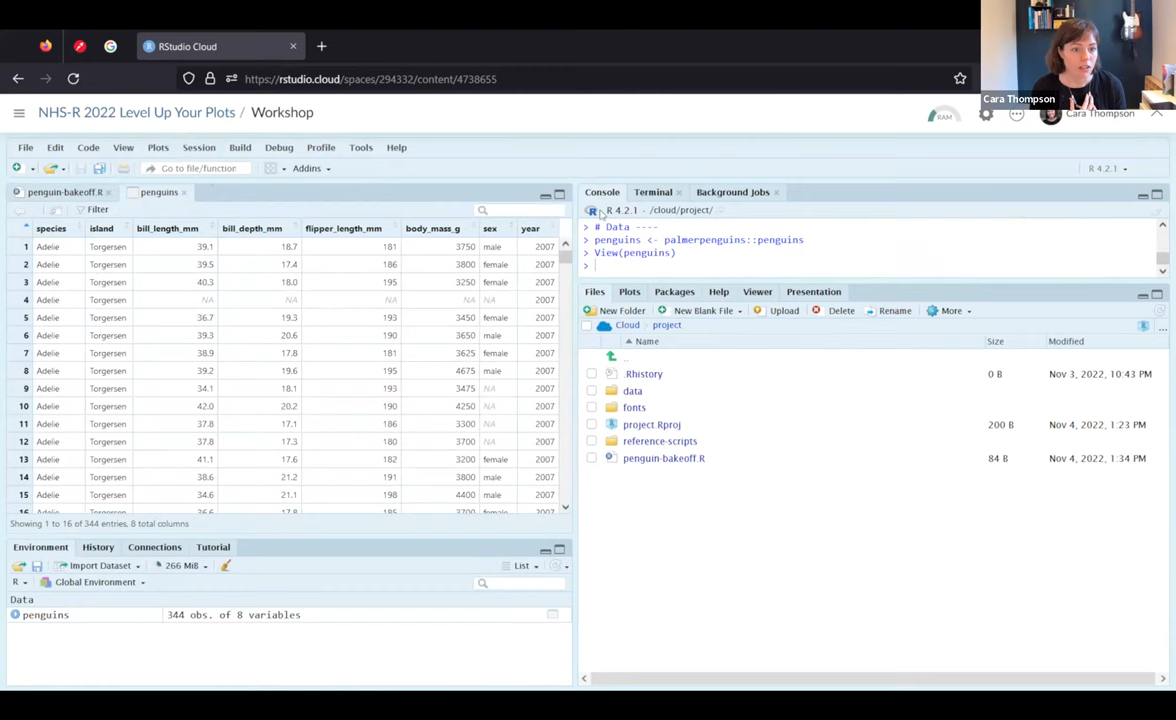 RStudio Cloud
https://rstudio.cloud/spaces/294332/content/4738655
Cara Thompson
NHS-R 2022 Level Up Your Plots / Workshop
RAM
Cara Thompson
File Edit Code View Plots Session Build Debug Profile Tools Help
Go to file/function
Addins
R 4.2.1
penguin-bakeoff.R
penguins
Filter
species island bill_length_mm bill_depth_mm flipper_length_mm body_mass_g sex year
1 Adelie Torgersen 39.1 18.7 181 3750 male 2007
2 Adelie Torgersen 39.5 17.4 186 3800 female 2007
3 Adelie Torgersen 40.3 18.0 195 3250 female 2007
4 Adelie Torgersen NA NA NA NA NA 2007
5 Adelie Torgersen 36.7 19.3 193 3450 female 2007
6 Adelie Torgersen 39.3 20.6 190 3650 male 2007
7 Adelie Torgersen 38.9 17.8 181 3625 female 2007
8 Adelie Torgersen 39.2 19.6 195 4675 male 2007
9 Adelie Torgersen 34.1 18.1 193 3475 NA 2007
10 Adelie Torgersen 42.0 20.2 190 4250 NA 2007
11 Adelie Torgersen 37.8 17.1 186 3300 NA 2007
12 Adelie Torgersen 37.8 17.3 180 3700 NA 2007
13 Adelie Torgersen 41.1 17.6 182 3200 female 2007
14 Adelie Torgersen 38.6 21.2 191 3800 male 2007
15 Adelie Torgersen 34.6 21.1 198 4400 male 2007
16 Adelie Torgersen 36.6 17.8 185 3700 female 2007
Showing 1 to 16 of 344 entries, 8 total columns
Environment History Connections Tutorial
Import Dataset
266 MiB
List
R
Global Environment
Data
penguins 344 obs. of 8 variables
Console Terminal Background Jobs
R 4.2.1 · /cloud/project/
> # Data ----
> penguins <- palmerpenguins::penguins
> View(penguins)
>
Files Plots Packages Help Viewer Presentation
New Folder New Blank File Upload Delete Rename More
Cloud project
Name Size Modified
..
.Rhistory 0 B Nov 3, 2022, 10:43 PM
data
fonts
project.Rproj 200 B Nov 4, 2022, 1:23 PM
reference-scripts
penguin-bakeoff.R 84 B Nov 4, 2022, 1:34 PM